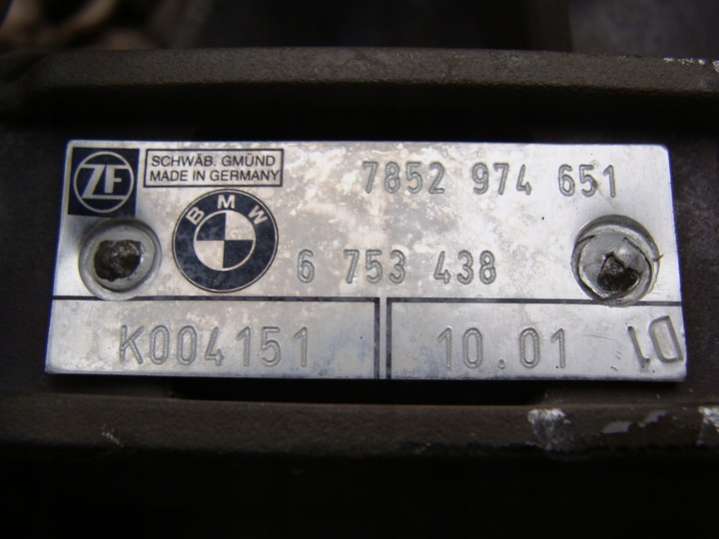 ZF
SCHWÄB. GMÜND
MADE IN GERMANY
7852 974 651
BMW
6 753 438
K004151
10.01
D1